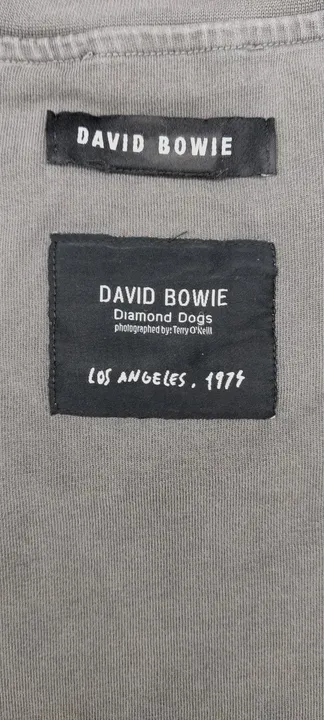 DAVID BOWIE
DAVID BOWIE
Diamond Dogs
photographed by: Terry O'Neill
LOS ANGELES. 1974